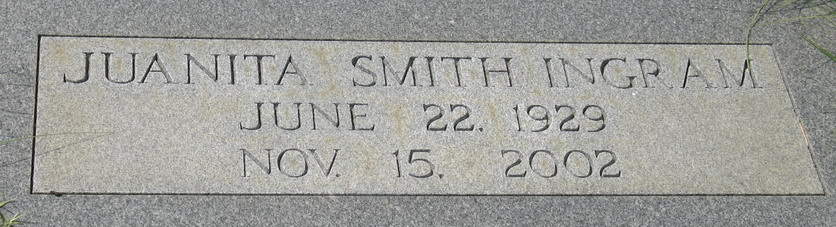 JUANITA SMITH INGRAM
JUNE 22, 1929
NOV. 15, 2002